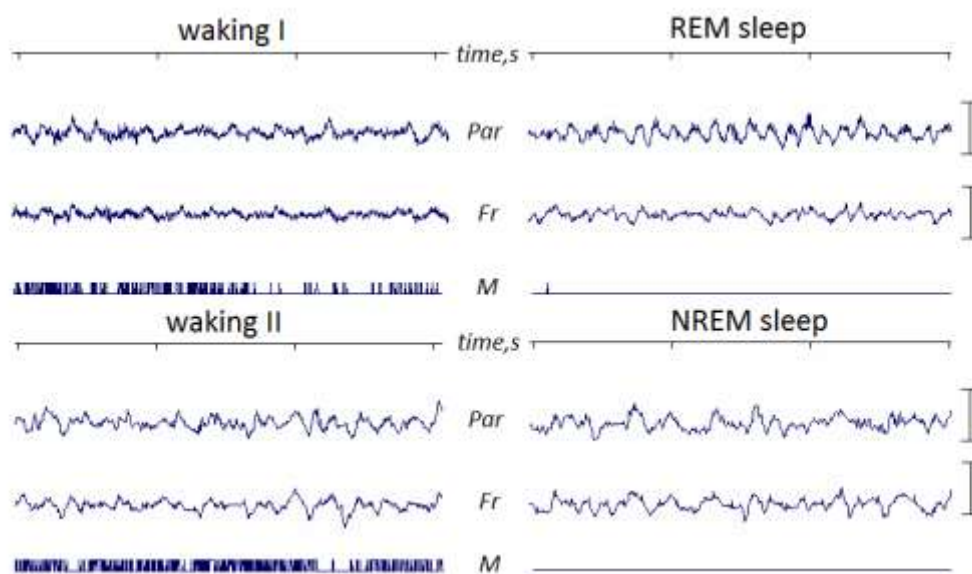 waking I
REM sleep
time,s
Par
Fr
M
waking II
NREM sleep
time,s
Par
Fr
M